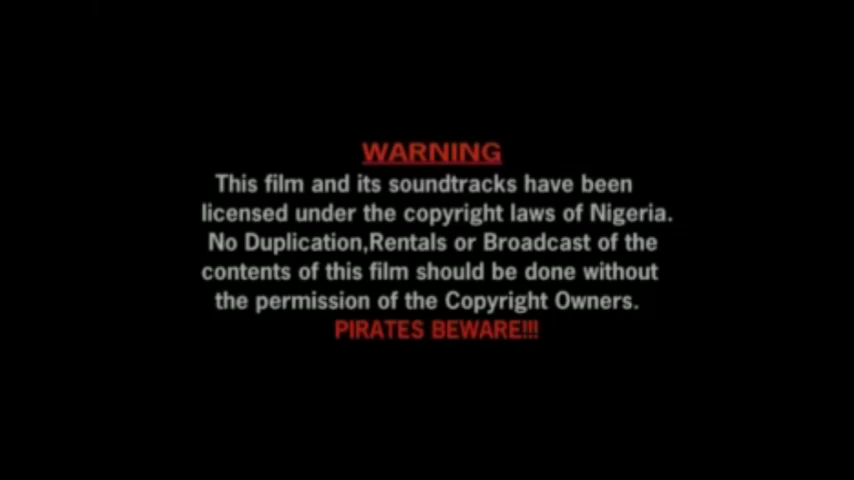 WARNING
This film and its soundtracks have been
licensed under the copyright laws of Nigeria.
No Duplication,Rentals or Broadcast of the
contents of this film should be done without
the permission of the Copyright Owners.
PIRATES BEWARE!!!